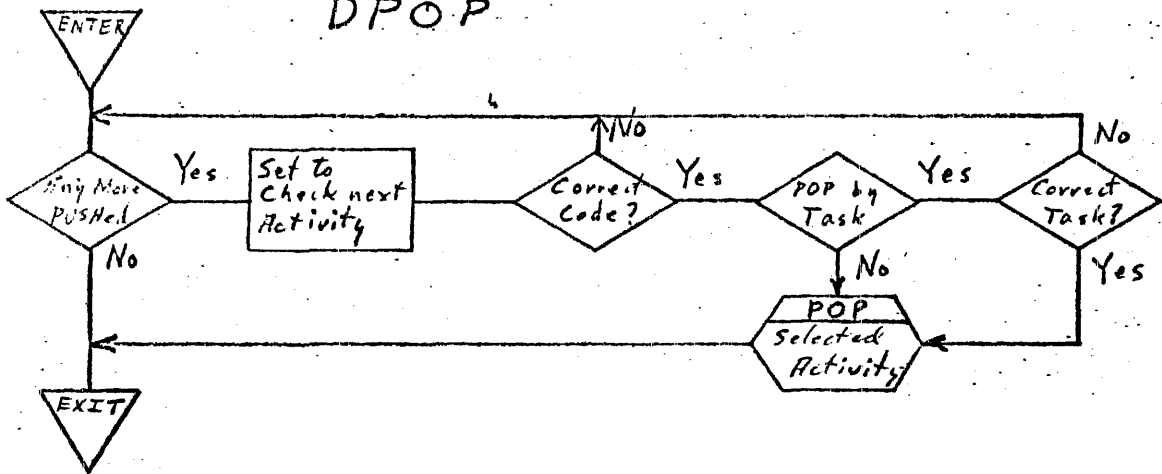 DPOP
ENTER
Any More
PUSHed
Yes
No
Set to
Check next
Activity
Correct
Code?
No
Yes
POP by
Task
Yes
No
Correct
Task?
No
Yes
POP
Selected
Activity
EXIT